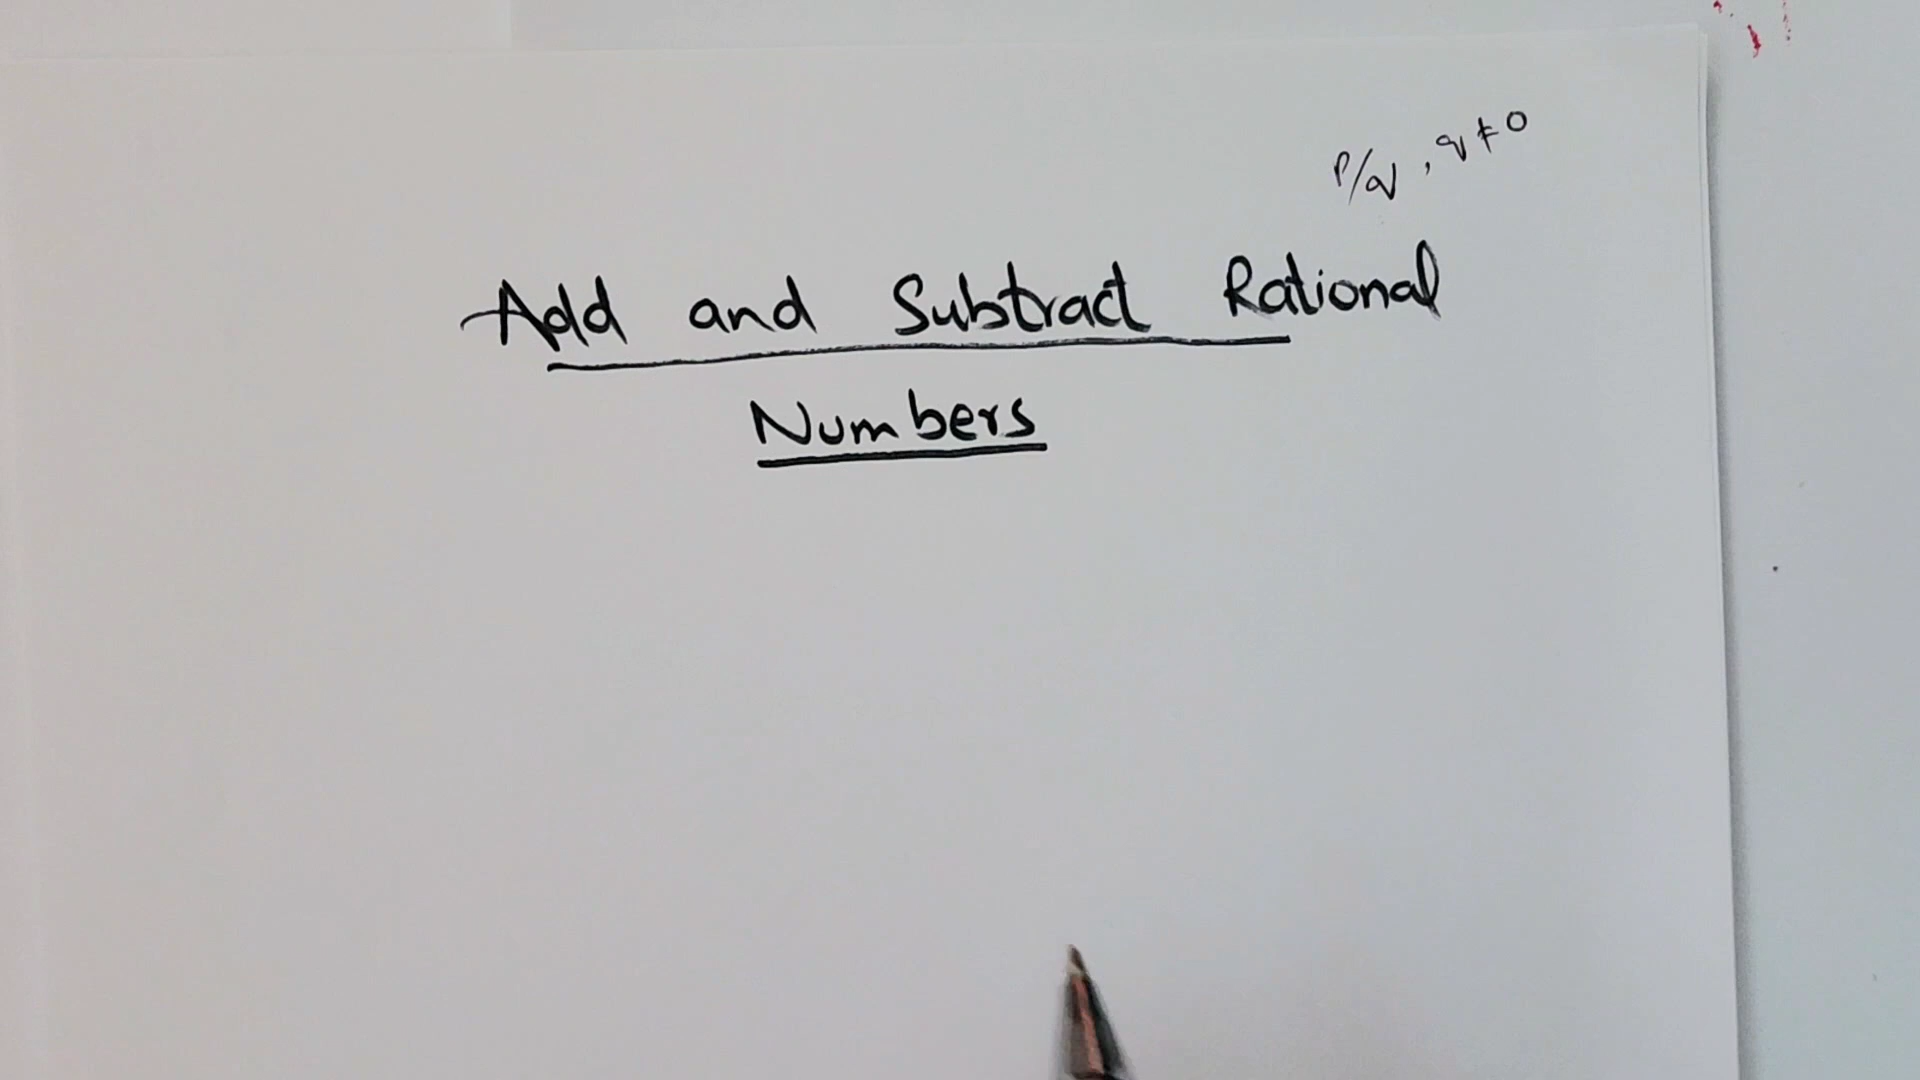 p/q, q ≠ 0
Add and Subtract Rational
Numbers